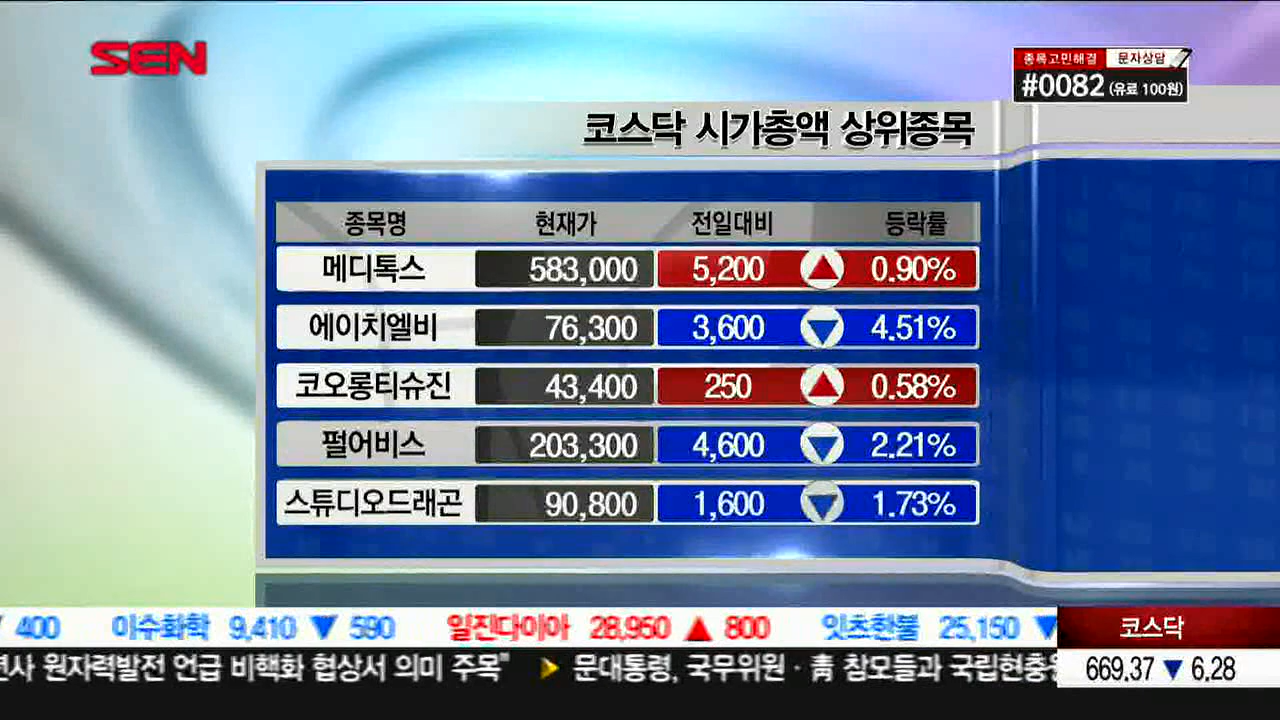 SEN
종목고민해결 문자상담
#0082 (유료 100원)
코스닥 시가총액 상위종목
종목명 현재가 전일대비 등락률
메디톡스 583,000 5,200 ▲ 0.90%
에이치엘비 76,300 3,600 ▼ 4.51%
코오롱티슈진 43,400 250 ▲ 0.58%
펄어비스 203,300 4,600 ▼ 2.21%
스튜디오드래곤 90,800 1,600 ▼ 1.73%
▼ 400 이수화학 9,410 ▼ 590 일진다이아 28,950 ▲ 800 잇츠한불 25,150 ▼
코스닥
년사 원자력발전 언급 비핵화 협상서 의미 주목" ▶ 문대통령, 국무위원·靑 참모들과 국립현충원
669.37 ▼ 6.28